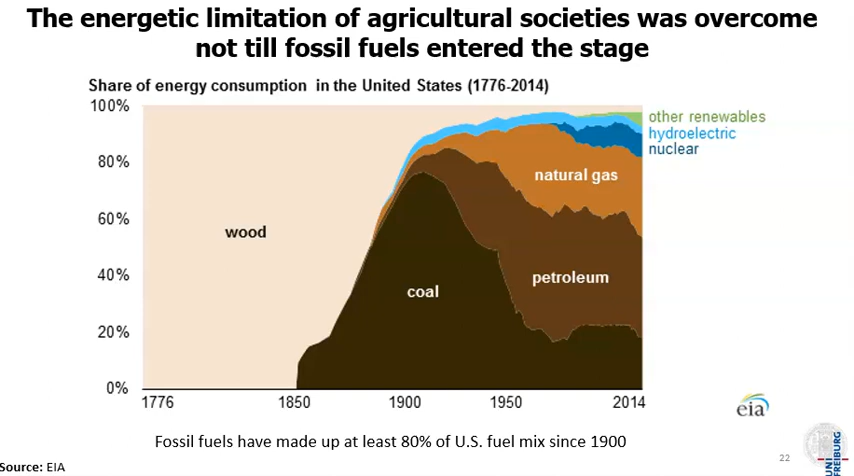 The energetic limitation of agricultural societies was overcome
not till fossil fuels entered the stage
Share of energy consumption in the United States (1776-2014)
100%
80%
60%
40%
20%
0%
wood
coal
natural gas
petroleum
other renewables
hydroelectric
nuclear
1776
1850
1900
1950
2014
eia
Fossil fuels have made up at least 80% of U.S. fuel mix since 1900
22
Source: EIA
UNI
FREIBURG